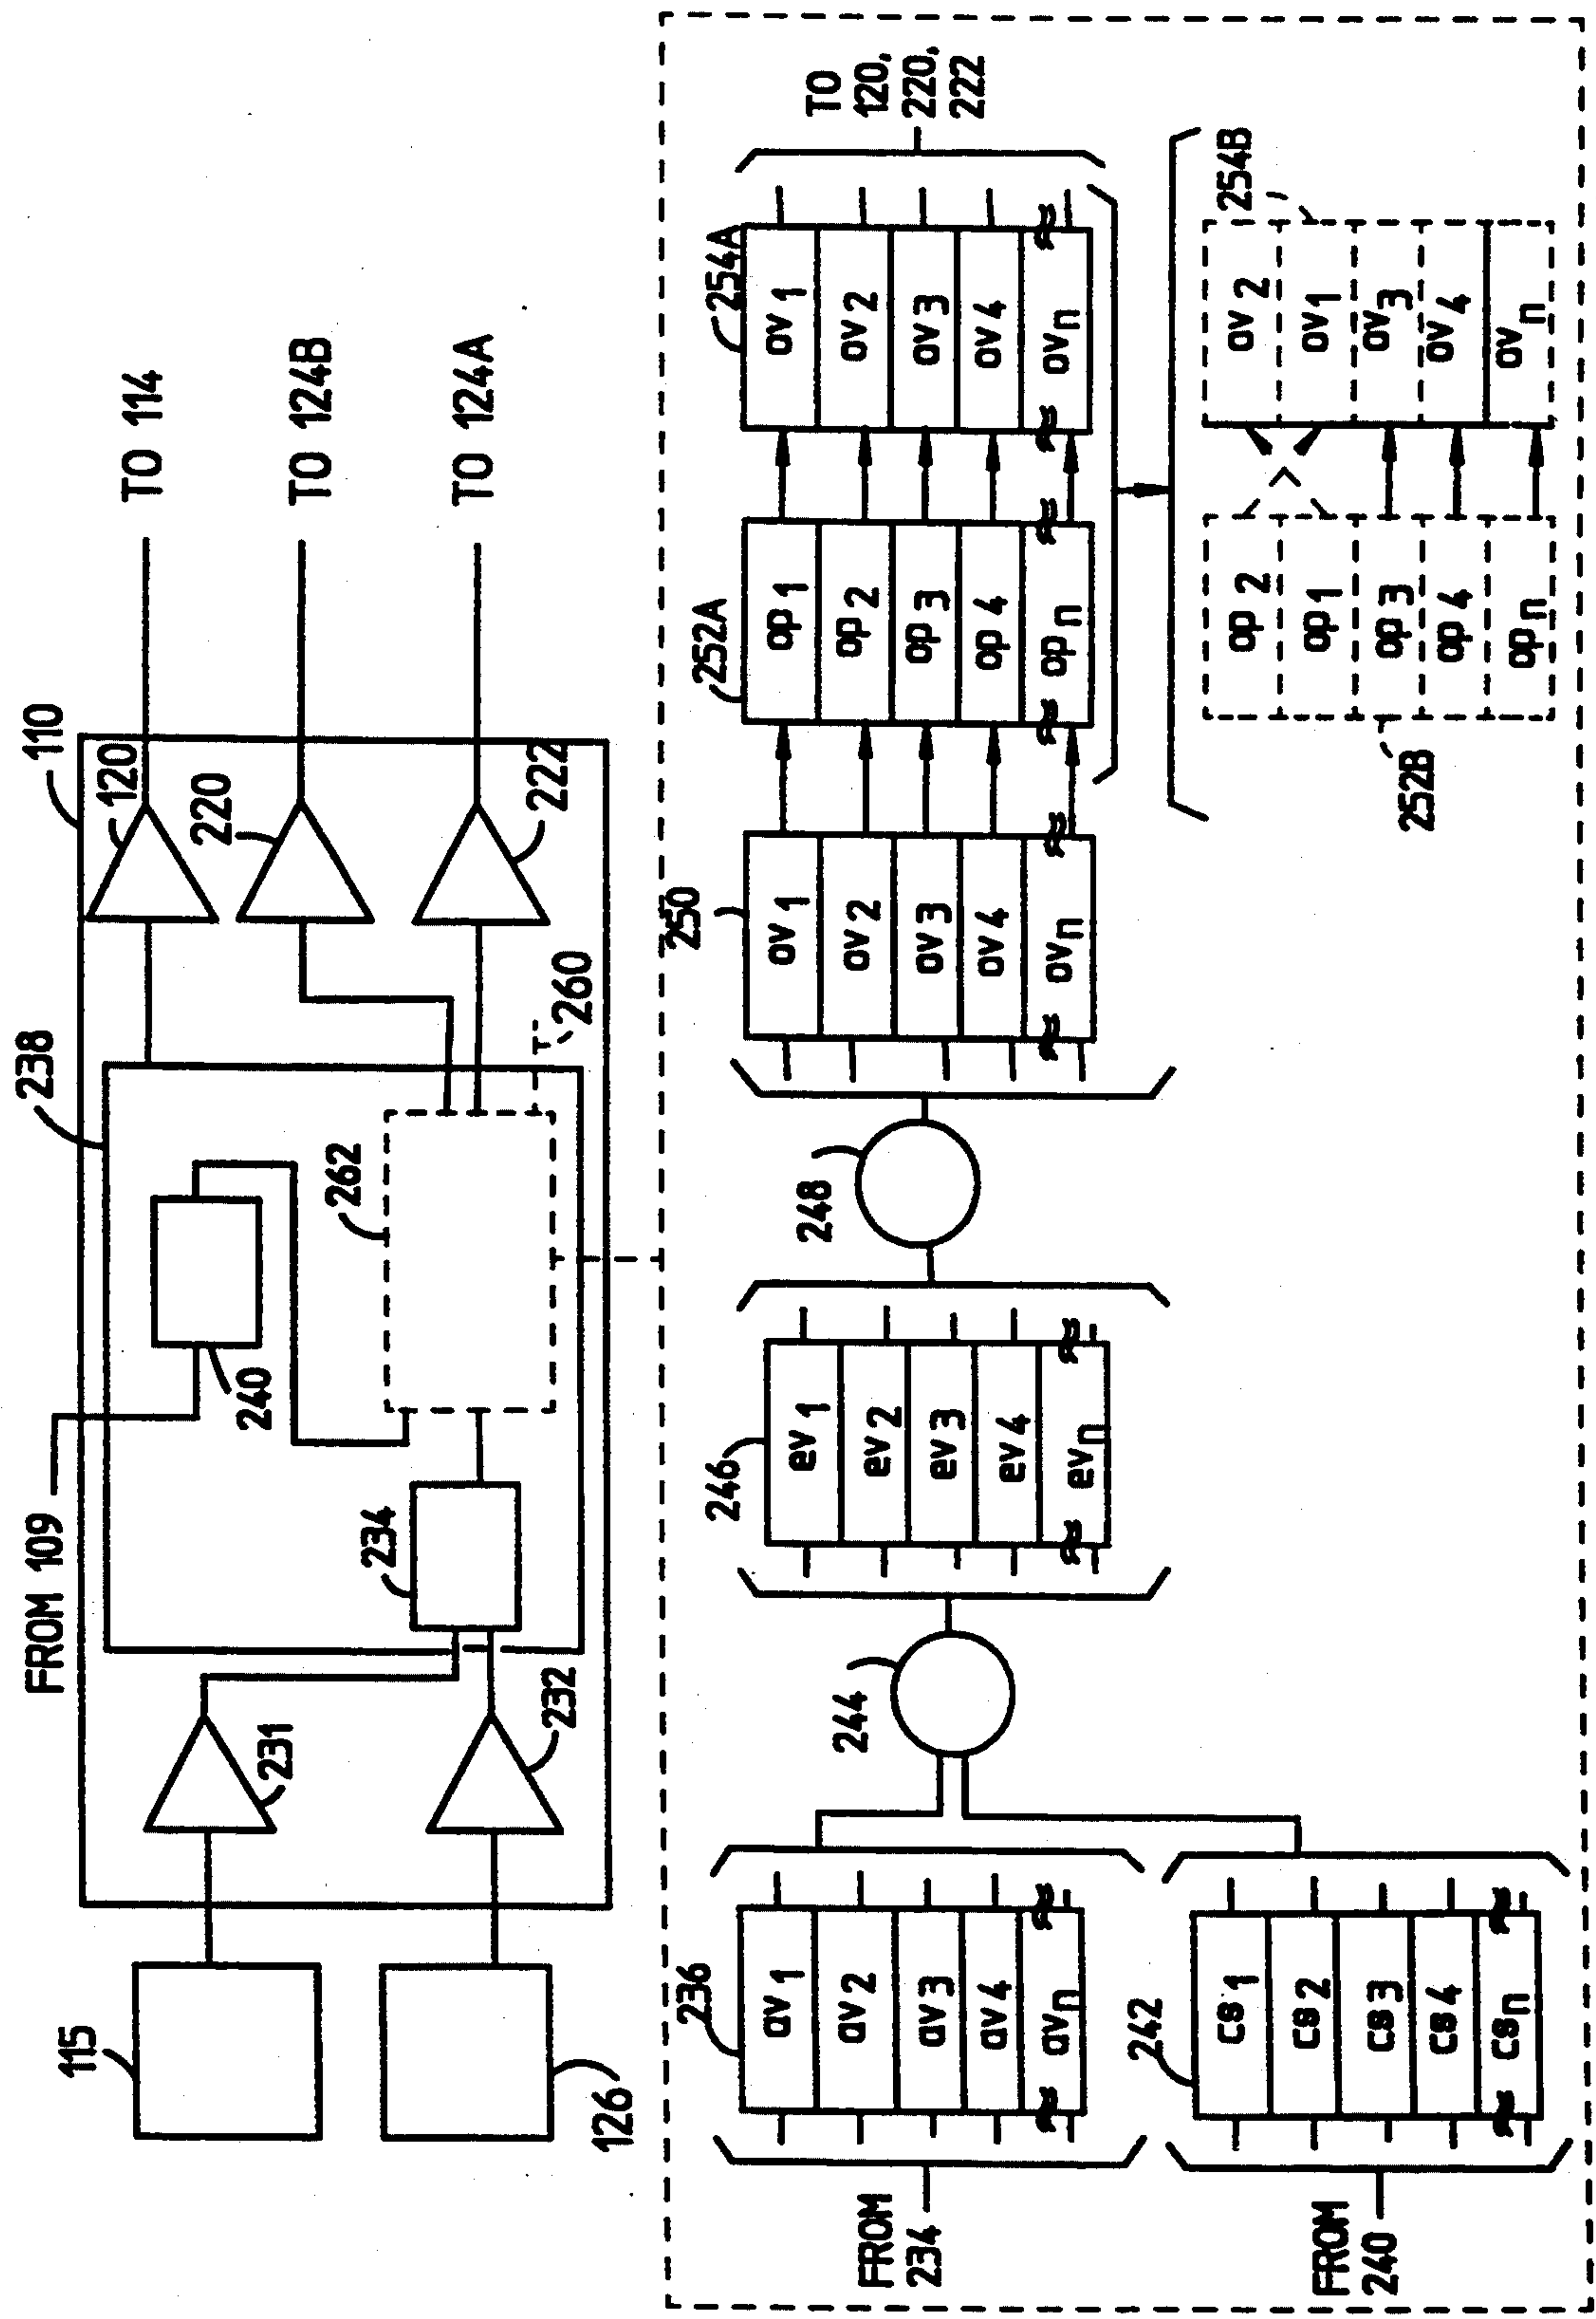 FROM 109
238
110
115
231
240
262
120
TO 114
220
TO 124B
126
232
234
260
222
TO 124A
FROM
234
236
av 1
av 2
av 3
av 4
av n
FROM
240
242
cs 1
cs 2
cs 3
cs 4
cs n
244
246
ev 1
ev 2
ev 3
ev 4
ev n
248
250
ov 1
ov 2
ov 3
ov 4
ov n
252A
op 1
op 2
op 3
op 4
op n
254A
ov 1
ov 2
ov 3
ov 4
ov n
TO
120,
220,
222
252B
op 2
op 1
op 3
op 4
op n
254B
ov 2
ov 1
ov 3
ov 4
ov n